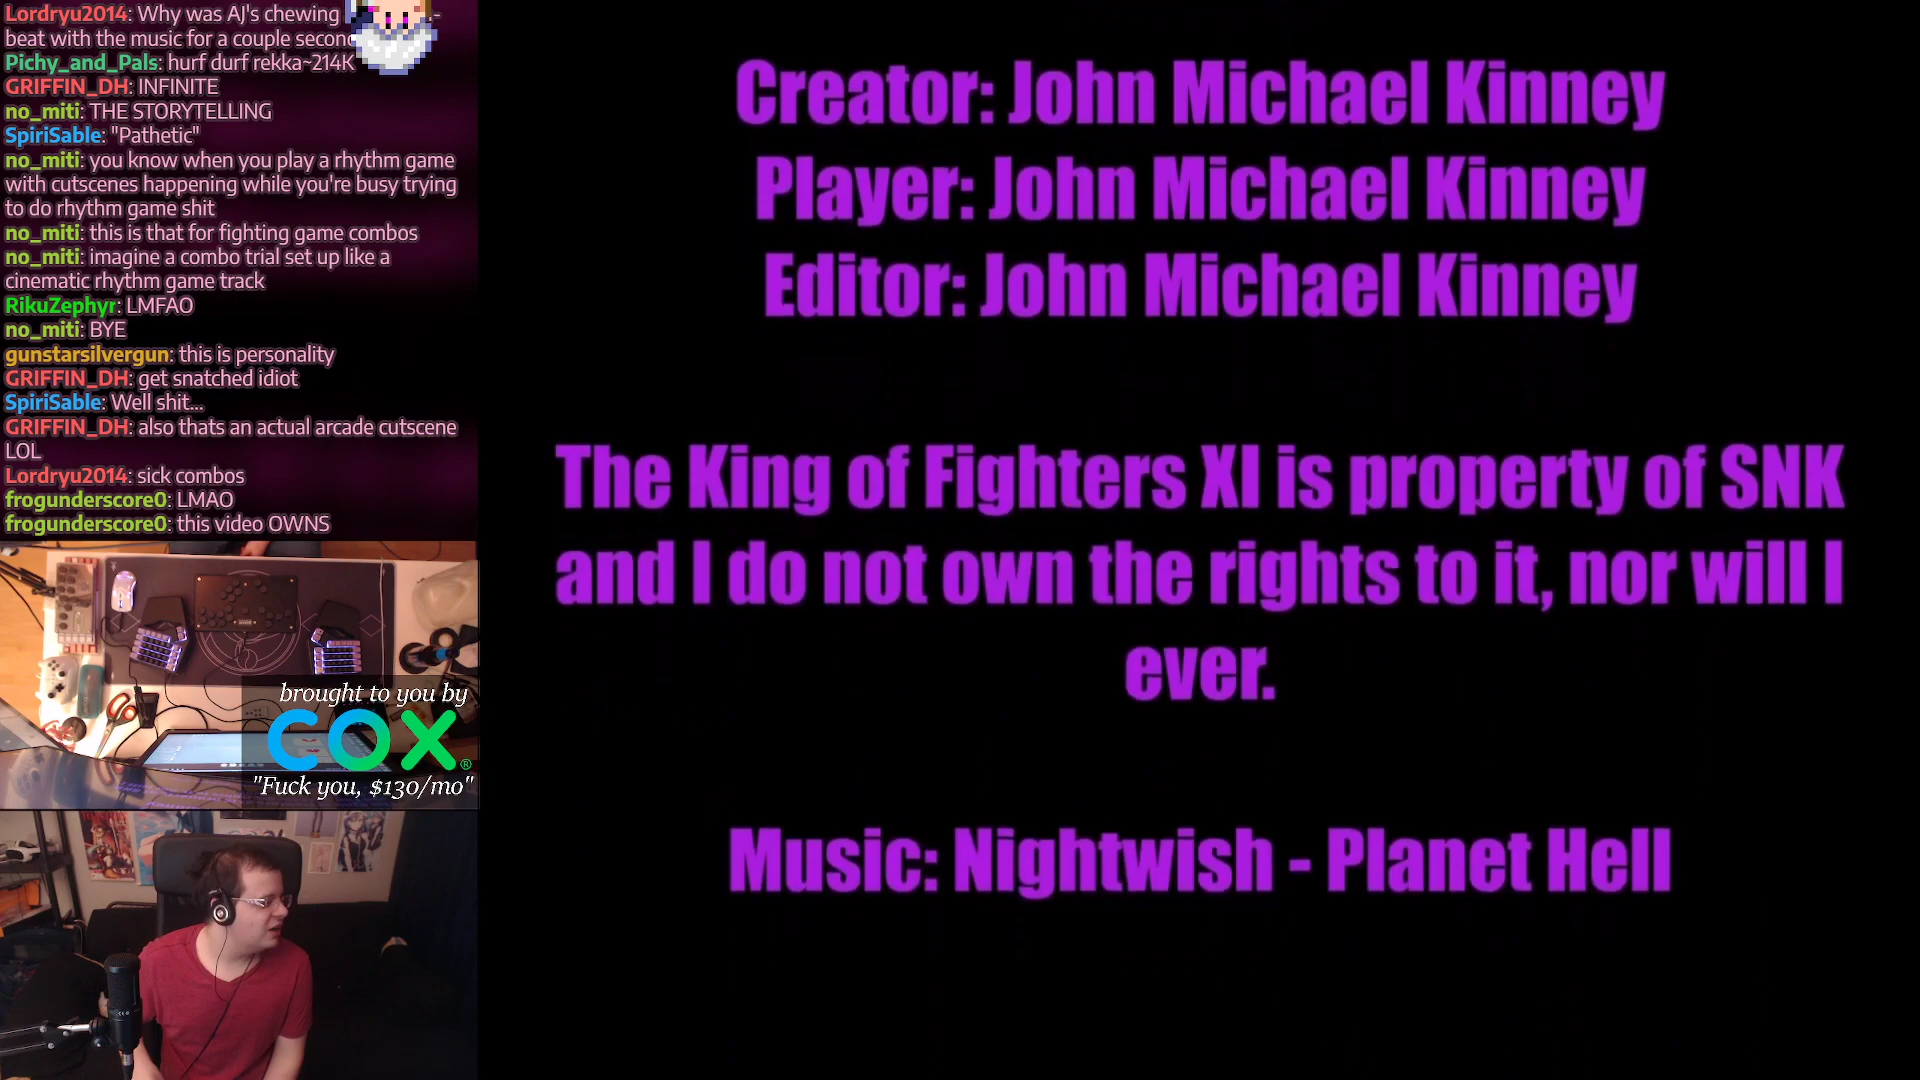 Lordryu2014: Why was AJ's chewing
beat with the music for a couple second
Pichy_and_Pals: hurf durf rekka~214K
GRIFFIN_DH: INFINITE
no_miti: THE STORYTELLING
SpiriSable: "Pathetic"
no_miti: you know when you play a rhythm game
with cutscenes happening while you're busy trying
to do rhythm game shit
no_miti: this is that for fighting game combos
no_miti: imagine a combo trial set up like a
cinematic rhythm game track
RikuZephyr: LMFAO
no_miti: BYE
gunstarsilvergun: this is personality
GRIFFIN_DH: get snatched idiot
SpiriSable: Well shit...
GRIFFIN_DH: also thats an actual arcade cutscene
LOL
Lordryu2014: sick combos
frogunderscore0: LMAO
frogunderscore0: this video OWNS
brought to you by
COX®
"Fuck you, $130/mo"
Creator: John Michael Kinney
Player: John Michael Kinney
Editor: John Michael Kinney
The King of Fighters XI is property of SNK
and I do not own the rights to it, nor will I
ever.
Music: Nightwish - Planet Hell